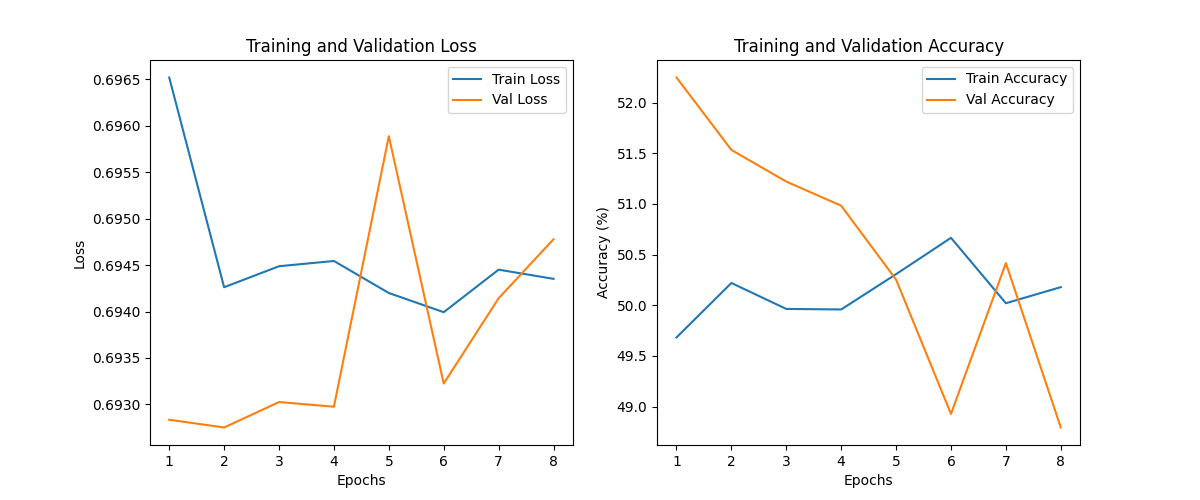 Training and Validation Loss
Train Loss
Val Loss
0.6965
0.6960
0.6955
0.6950
0.6945
0.6940
0.6935
0.6930
Loss
1 2 3 4 5 6 7 8
Epochs
Training and Validation Accuracy
Train Accuracy
Val Accuracy
52.0
51.5
51.0
50.5
50.0
49.5
49.0
Accuracy (%)
1 2 3 4 5 6 7 8
Epochs